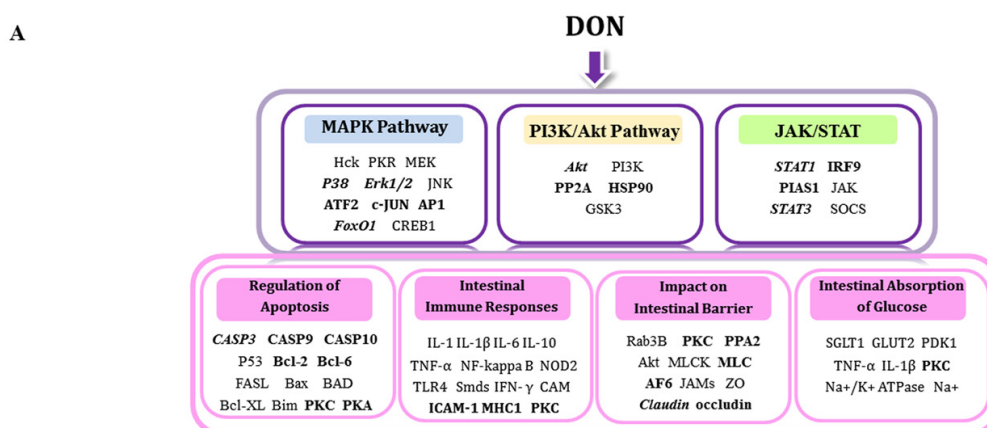 A
DON
MAPK Pathway
Hck PKR MEK
P38 Erk1/2 JNK
ATF2 c-JUN AP1
FoxO1 CREB1
PI3K/Akt Pathway
Akt PI3K
PP2A HSP90
GSK3
JAK/STAT
STAT1 IRF9
PIAS1 JAK
STAT3 SOCS
Regulation of
Apoptosis
CASP3 CASP9 CASP10
P53 Bcl-2 Bcl-6
FASL Bax BAD
Bcl-XL Bim PKC PKA
Intestinal
Immune Responses
IL-1 IL-1β IL-6 IL-10
TNF-α NF-kappa B NOD2
TLR4 Smds IFN- γ CAM
ICAM-1 MHC1 PKC
Impact on
Intestinal Barrier
Rab3B PKC PPA2
Akt MLCK MLC
AF6 JAMs ZO
Claudin occludin
Intestinal Absorption
of Glucose
SGLT1 GLUT2 PDK1
TNF-α IL-1β PKC
Na+/K+ ATPase Na+